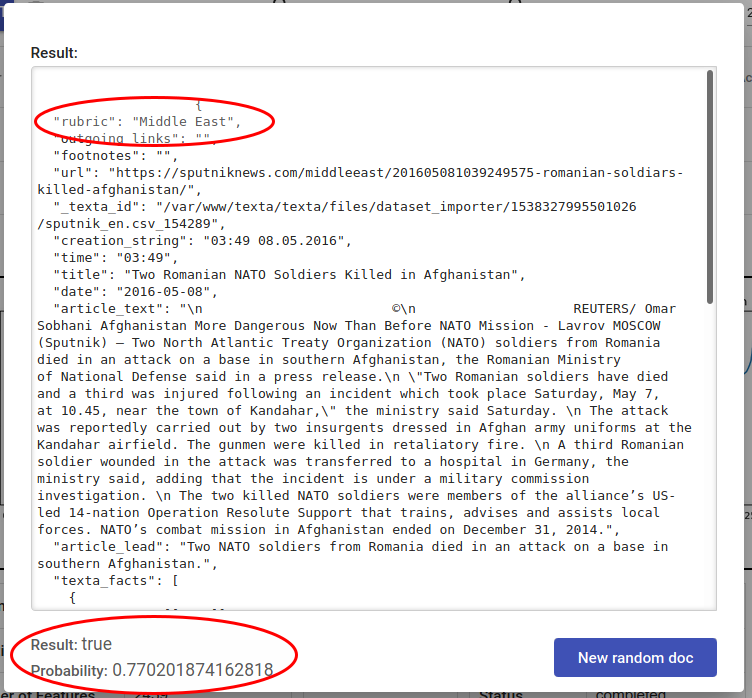 Result:
{
"rubric": "Middle East",
"outgoing_links": "",
"footnotes": "",
"url": "https://sputniknews.com/middleeast/201605081039249575-romanian-soldiars-
killed-afghanistan/",
"_texta_id": "/var/www/texta/texta/files/dataset_importer/1538327995501026
/sputnik_en.csv_154289",
"creation_string": "03:49 08.05.2016",
"time": "03:49",
"title": "Two Romanian NATO Soldiers Killed in Afghanistan",
"date": "2016-05-08",
"article_text": "\n ©\n REUTERS/ Omar
Sobhani Afghanistan More Dangerous Now Than Before NATO Mission - Lavrov MOSCOW
(Sputnik) — Two North Atlantic Treaty Organization (NATO) soldiers from Romania
died in an attack on a base in southern Afghanistan, the Romanian Ministry
of National Defense said in a press release.\n \"Two Romanian soldiers have died
and a third was injured following an incident which took place Saturday, May 7,
at 10.45, near the town of Kandahar,\" the ministry said Saturday. \n The attack
was reportedly carried out by two insurgents dressed in Afghan army uniforms at the
Kandahar airfield. The gunmen were killed in retaliatory fire. \n A third Romanian
soldier wounded in the attack was transferred to a hospital in Germany, the
ministry said, adding that the incident is under a military commission
investigation. \n The two killed NATO soldiers were members of the alliance's US-
led 14-nation Operation Resolute Support that trains, advises and assists local
forces. NATO's combat mission in Afghanistan ended on December 31, 2014.",
"article_lead": "Two NATO soldiers from Romania died in an attack on a base in
southern Afghanistan.",
"texta_facts": [
{
Result: true
Probability: 0.770201874162818
New random doc
er of Features 2439 Status completed